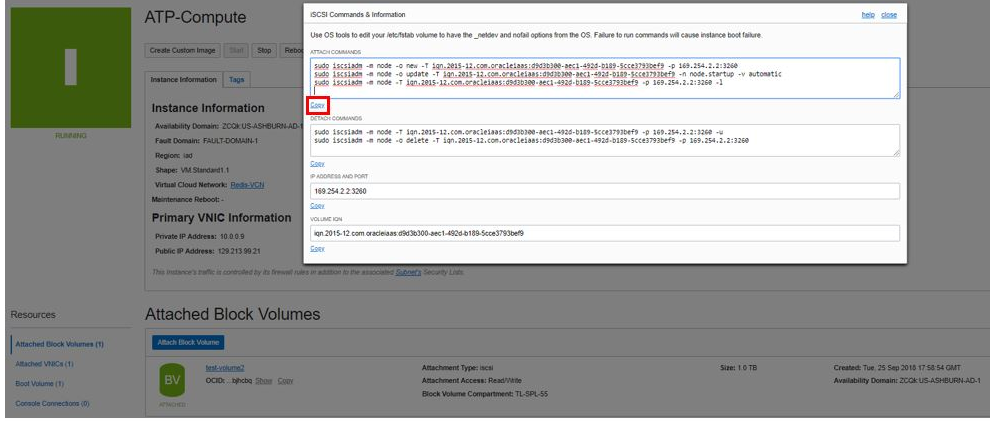 ATP-Compute
Create Custom Image Start Stop Reboo
Instance Information Tags
Instance Information
Availability Domain: ZCQk:US-ASHBURN-AD-1
Fault Domain: FAULT-DOMAIN-1
Region: iad
Shape: VM.Standard1.1
Virtual Cloud Network: Redis-VCN
Maintenance Reboot: -
Primary VNIC Information
Private IP Address: 10.0.0.9
Public IP Address: 129.213.99.21
This Instance's traffic is controlled by its firewall rules in addition to the associated Subnet's Security Lists.
RUNNING
iSCSI Commands & Information help close
Use OS tools to edit your /etc/fstab volume to have the _netdev and nofail options from the OS. Failure to run commands will cause instance boot failure.
ATTACH COMMANDS
sudo iscsiadm -m node -o new -T iqn.2015-12.com.oracleiaas:d9d3b300-aec1-492d-b189-5cce3793bef9 -p 169.254.2.2:3260
sudo iscsiadm -m node -o update -T iqn.2015-12.com.oracleiaas:d9d3b300-aec1-492d-b189-5cce3793bef9 -n node.startup -v automatic
sudo iscsiadm -m node -T iqn.2015-12.com.oracleiaas:d9d3b300-aec1-492d-b189-5cce3793bef9 -p 169.254.2.2:3260 -l
Copy
DETACH COMMANDS
sudo iscsiadm -m node -T iqn.2015-12.com.oracleiaas:d9d3b300-aec1-492d-b189-5cce3793bef9 -p 169.254.2.2:3260 -u
sudo iscsiadm -m node -o delete -T iqn.2015-12.com.oracleiaas:d9d3b300-aec1-492d-b189-5cce3793bef9 -p 169.254.2.2:3260
Copy
IP ADDRESS AND PORT
169.254.2.2:3260
Copy
VOLUME IQN
iqn.2015-12.com.oracleiaas:d9d3b300-aec1-492d-b189-5cce3793bef9
Copy
Resources
Attached Block Volumes (1)
Attached VNICs (1)
Boot Volume (1)
Console Connections (0)
Attached Block Volumes
Attach Block Volume
BV
ATTACHED
test-volume2
OCID: ...bjhcbq Show Copy
Attachment Type: iscsi
Attachment Access: Read/Write
Block Volume Compartment: TL-SPL-55
Size: 1.0 TB
Created: Tue, 25 Sep 2018 17:58:54 GMT
Availability Domain: ZCQk:US-ASHBURN-AD-1